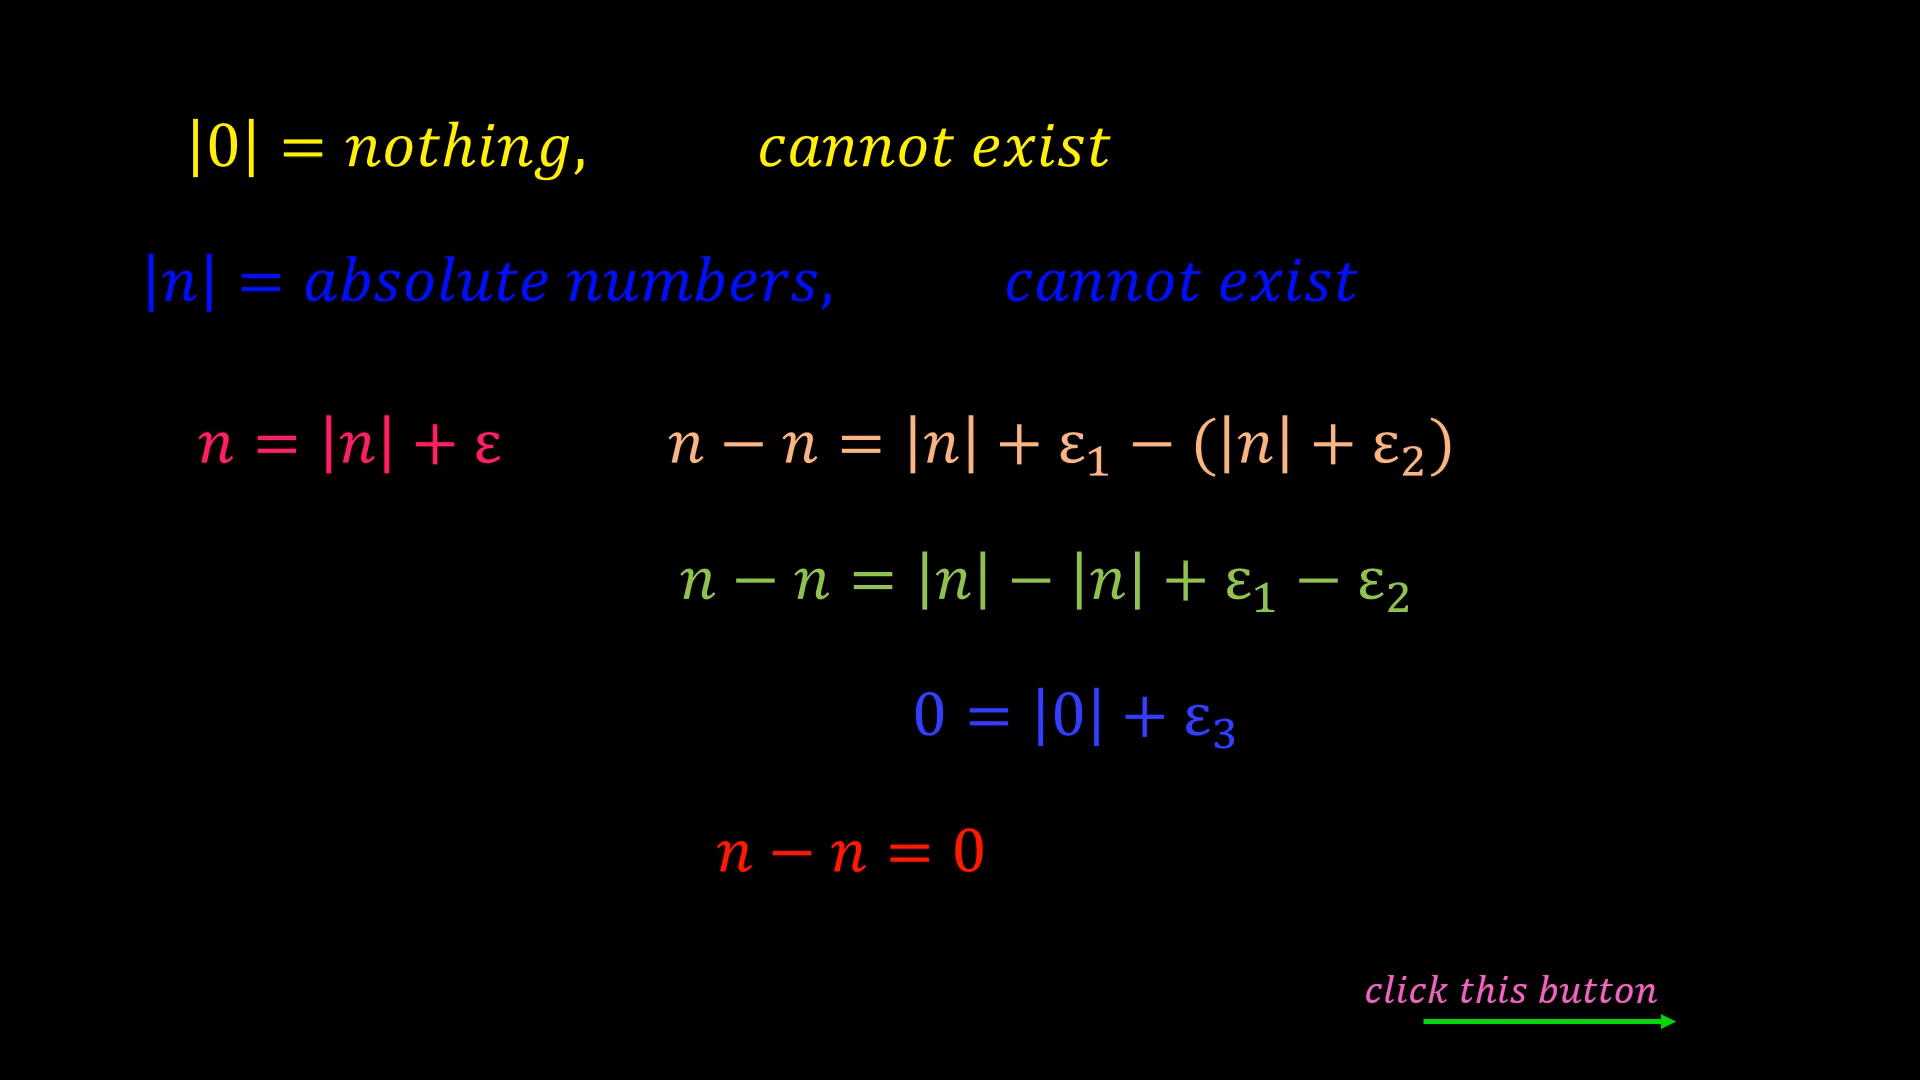 |0| = nothing, cannot exist
|n| = absolute numbers, cannot exist
n = |n| + ε n − n = |n| + ε₁ − (|n| + ε₂)
n − n = |n| − |n| + ε₁ − ε₂
0 = |0| + ε₃
n − n = 0
click this button